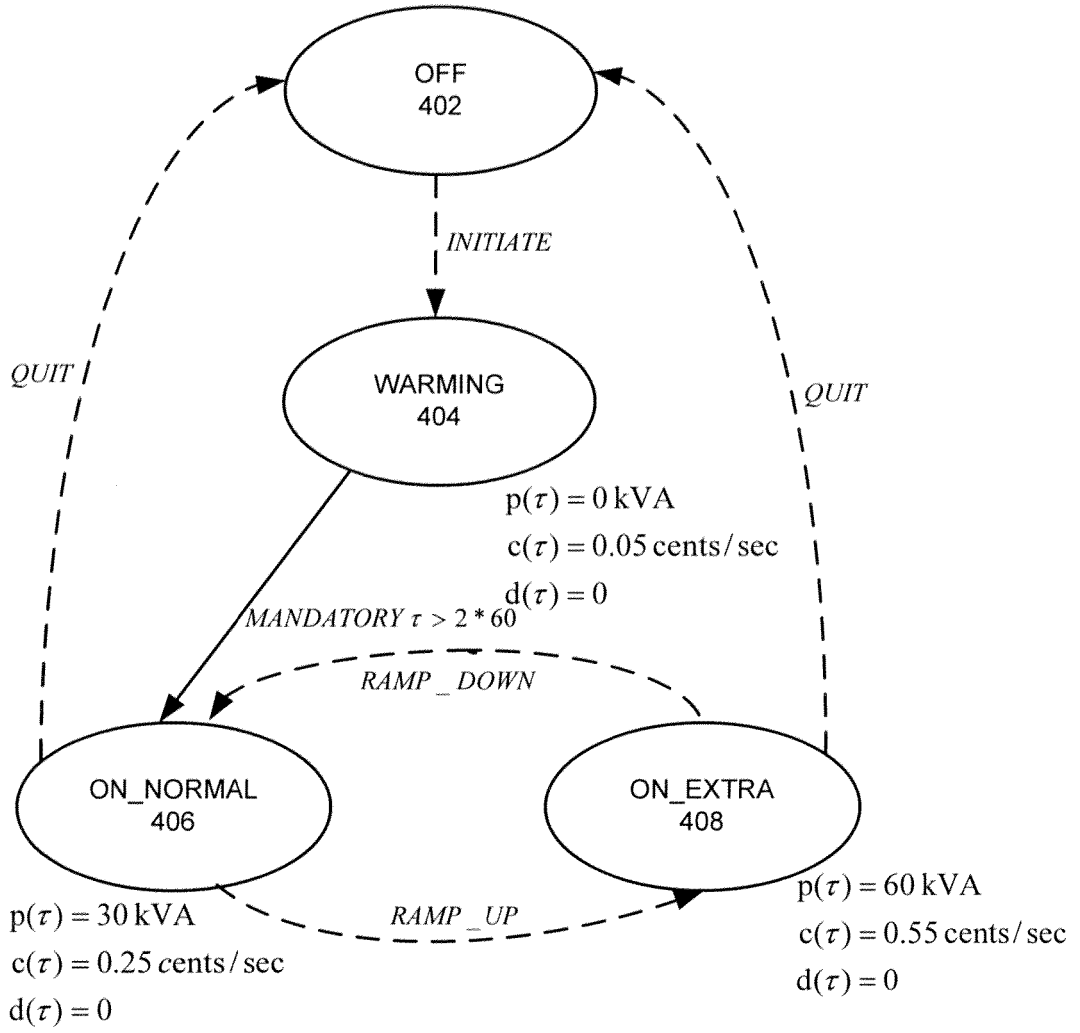 OFF
402
INITIATE
QUIT
QUIT
WARMING
404
p(τ) = 0 kVA
c(τ) = 0.05 cents/sec
d(τ) = 0
MANDATORY τ > 2 * 60
RAMP _ DOWN
ON_NORMAL
406
ON_EXTRA
408
RAMP _ UP
p(τ) = 30 kVA
c(τ) = 0.25 cents/sec
d(τ) = 0
p(τ) = 60 kVA
c(τ) = 0.55 cents/sec
d(τ) = 0